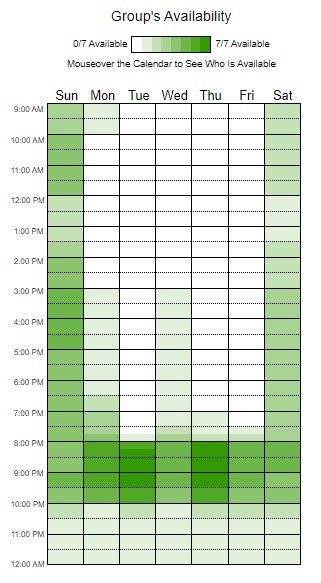 Group's Availability
0/7 Available 7/7 Available
Mouseover the Calendar to See Who Is Available
Sun Mon Tue Wed Thu Fri Sat
9:00 AM
10:00 AM
11:00 AM
12:00 PM
1:00 PM
2:00 PM
3:00 PM
4:00 PM
5:00 PM
6:00 PM
7:00 PM
8:00 PM
9:00 PM
10:00 PM
11:00 PM
12:00 AM